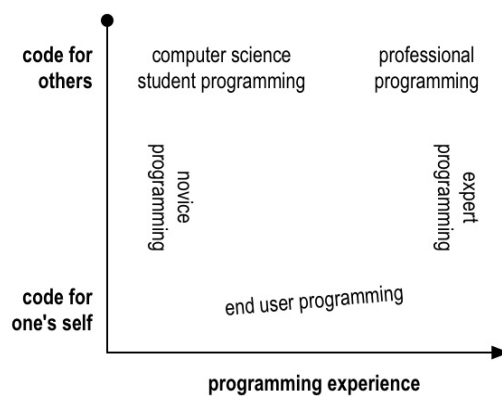 code for
others
computer science
student programming
professional
programming
novice
programming
expert
programming
code for
one's self
end user programming
programming experience